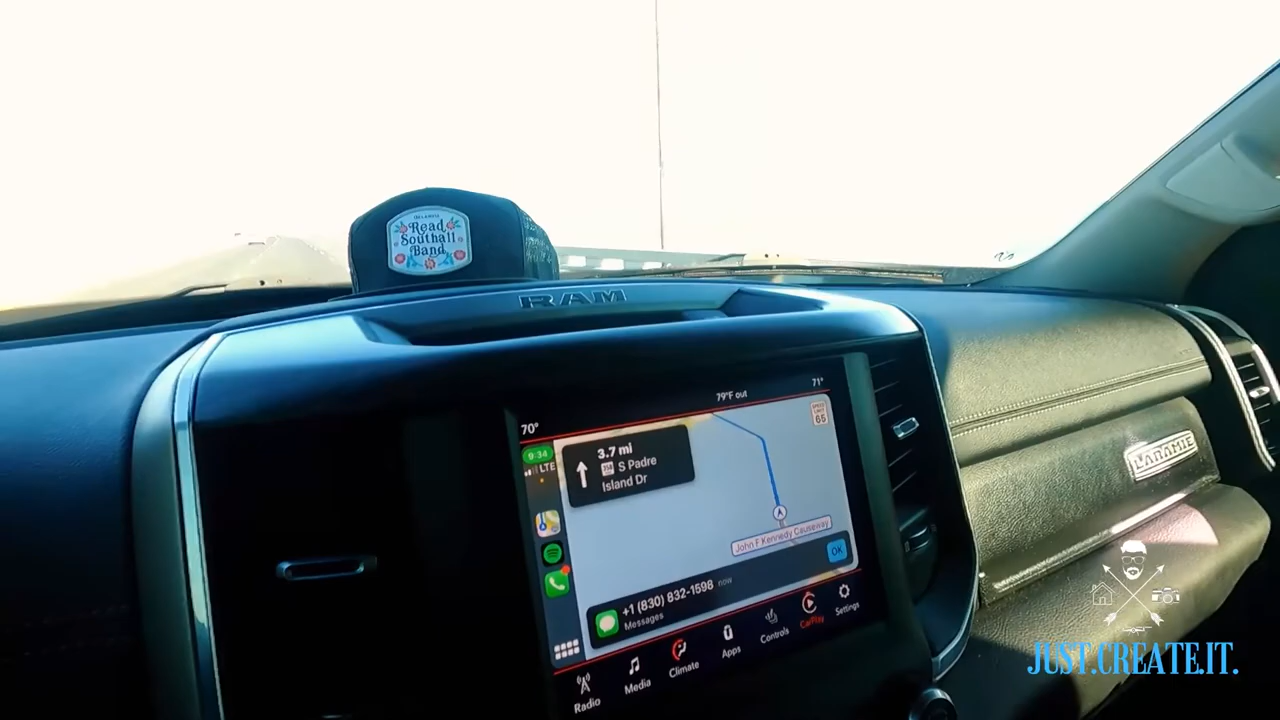 Read
Southall
Band
RAM
70°
79°F out
71°
9:34
LTE
3.7 mi
S Padre
Island Dr
SPEED
LIMIT
65
John F Kennedy Causeway
OK
+1 (830) 832-1598 now
Messages
Radio
Media
Climate
Apps
Controls
CarPlay
Settings
LARAMIE
JUST.CREATE.IT.